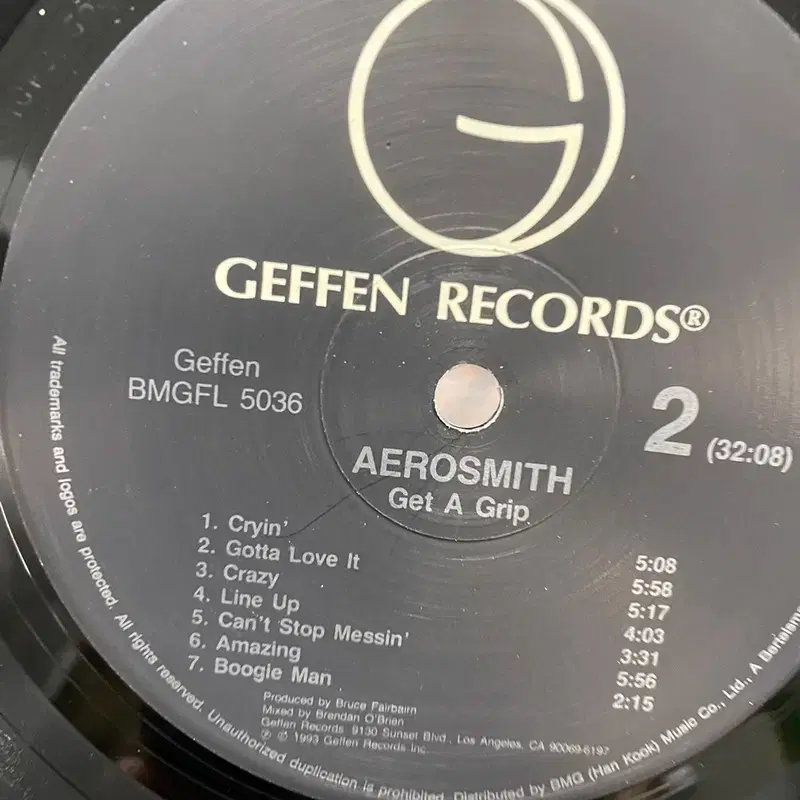 GEFFEN RECORDS®
Geffen
BMGFL 5036
2 (32:08)
AEROSMITH
Get A Grip
1. Cryin' 5:08
2. Gotta Love It 5:58
3. Crazy 5:17
4. Line Up 4:03
5. Can't Stop Messin' 3:31
6. Amazing 5:56
7. Boogie Man 2:15
Produced by Bruce Fairbairn
Mixed by Brendan O'Brien
Geffen Records 9130 Sunset Blvd., Los Angeles, CA 90069-6197
℗ © 1993 Geffen Records Inc.
All trademarks and logos are protected. All rights reserved. Unauthorized duplication is prohibited. Distributed by BMG (Han Kook) Music Co., Ltd., A Bertelsm